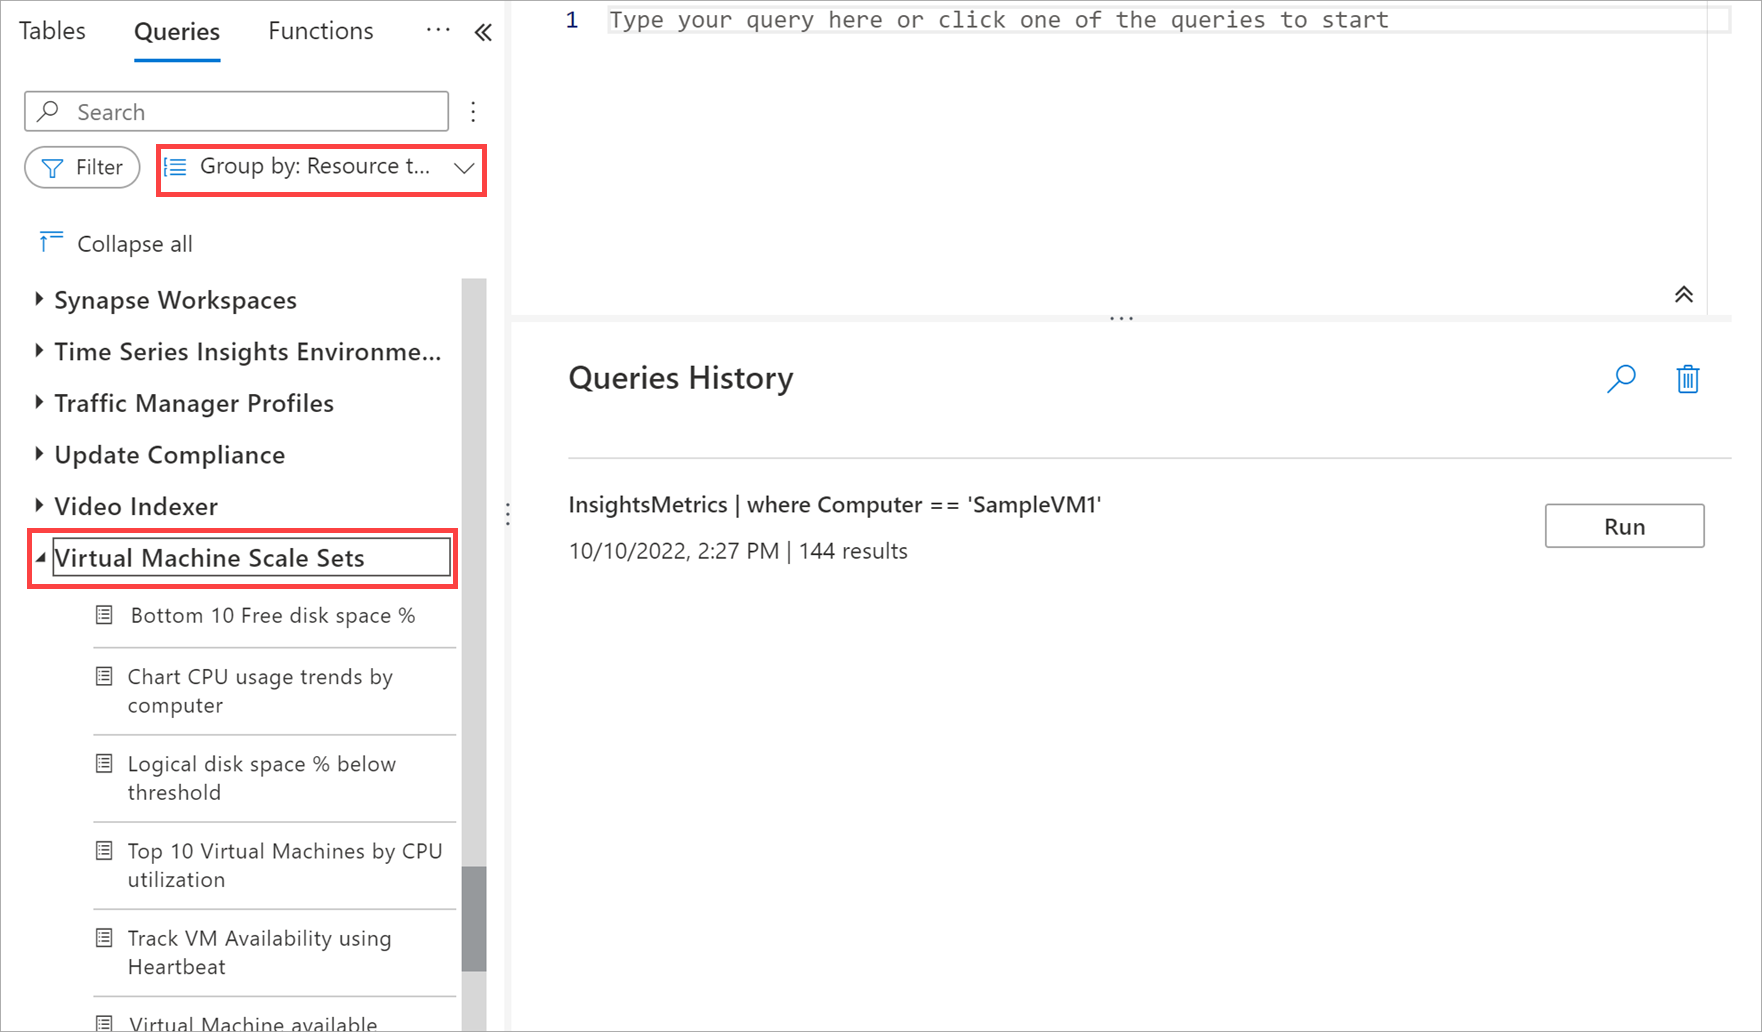 Tables Queries Functions ··· «
Search
Filter Group by: Resource t...
Collapse all
Synapse Workspaces
Time Series Insights Environme...
Traffic Manager Profiles
Update Compliance
Video Indexer
Virtual Machine Scale Sets
Bottom 10 Free disk space %
Chart CPU usage trends by
computer
Logical disk space % below
threshold
Top 10 Virtual Machines by CPU
utilization
Track VM Availability using
Heartbeat
Virtual Machine available
1 Type your query here or click one of the queries to start
Queries History
InsightsMetrics | where Computer == 'SampleVM1'
10/10/2022, 2:27 PM | 144 results
Run